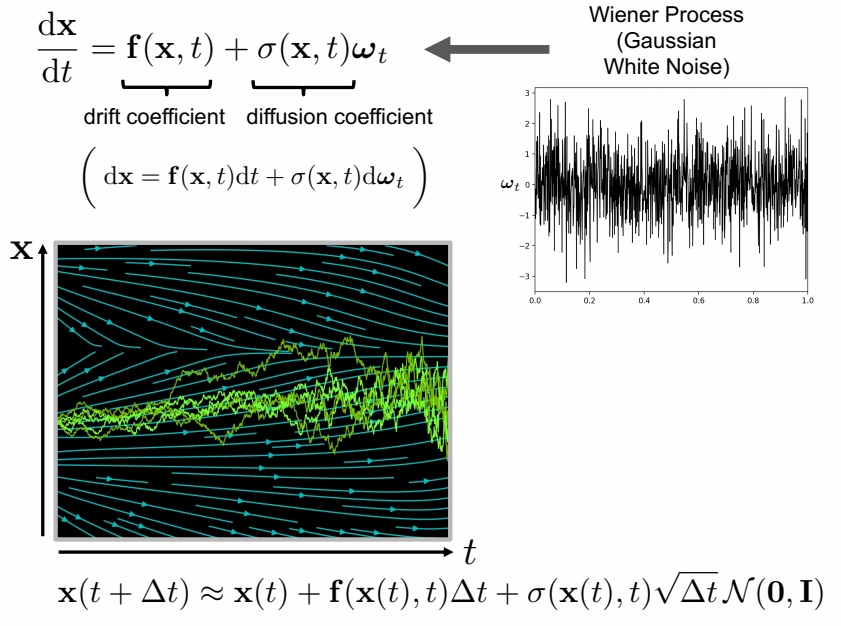 dx/dt = f(x, t) + σ(x, t)ω_t
drift coefficient
diffusion coefficient
( dx = f(x, t)dt + σ(x, t)dω_t )
Wiener Process
(Gaussian
White Noise)
3
2
1
0
−1
−2
−3
ω_t
0.0 0.2 0.4 0.6 0.8 1.0
x
t
x(t + Δt) ≈ x(t) + f(x(t), t)Δt + σ(x(t), t)√Δt 𝒩(0, I)